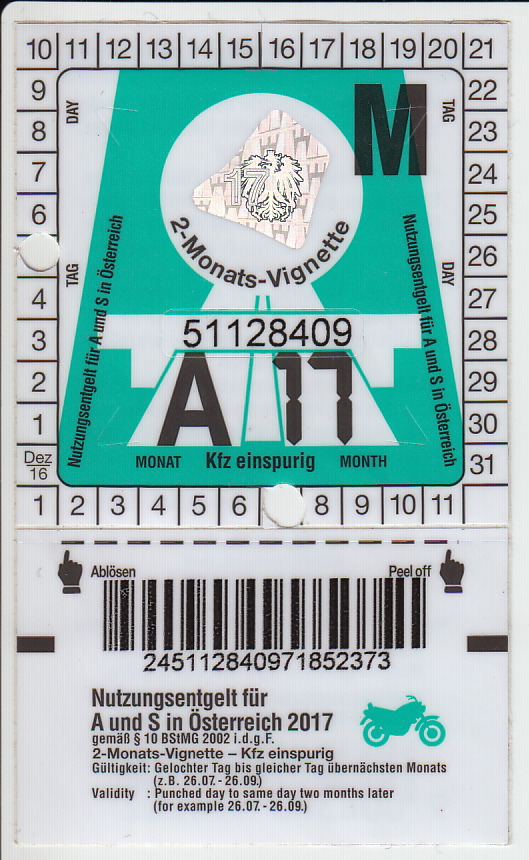 10 11 12 13 14 15 16 17 18 19 20 21
9 22
8 23
7 24
6 25
26
4 27
3 28
2 29
1 30
Dez
16
31
1 2 3 4 5 6 8 9 10 11
DAY
TAG
M
TAG
DAY
17
2-Monats-Vignette
Nutzungsentgelt für A und S in Österreich
Nutzungsentgelt für A und S in Österreich
51128409
A 17
MONAT Kfz einspurig MONTH
Ablösen Peel off
245112840971852373
Nutzungsentgelt für
A und S in Österreich 2017
gemäß § 10 BStMG 2002 i.d.g.F.
2-Monats-Vignette – Kfz einspurig
Gültigkeit: Gelochter Tag bis gleicher Tag übernächsten Monats
(z.B. 26.07. - 26.09.)
Validity : Punched day to same day two months later
(for example 26.07. - 26.09.)